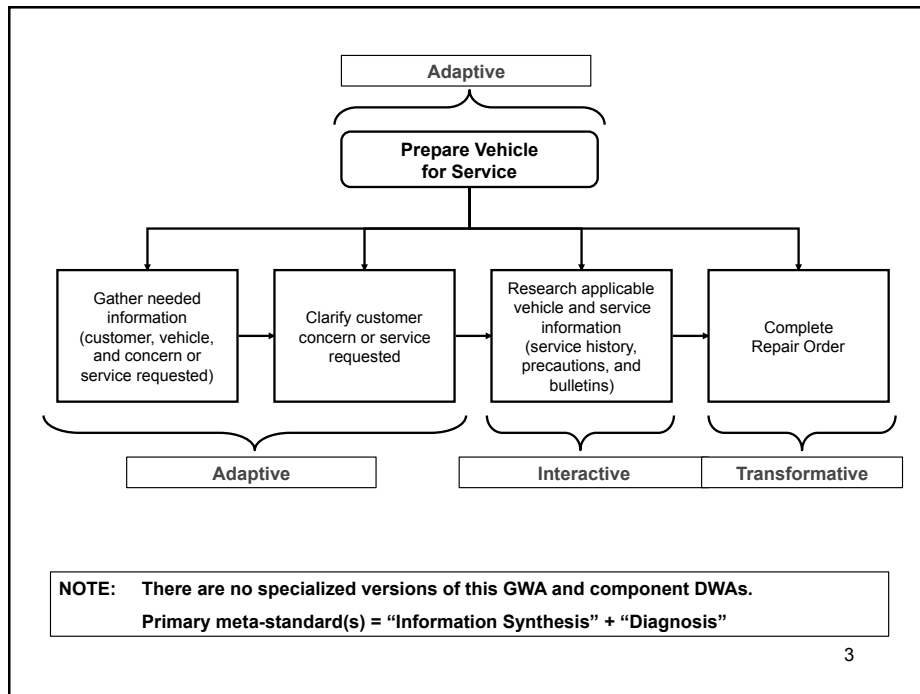 Adaptive
Prepare Vehicle
for Service
Gather needed
information
(customer, vehicle,
and concern or
service requested)
Clarify customer
concern or service
requested
Research applicable
vehicle and service
information
(service history,
precautions, and
bulletins)
Complete
Repair Order
Adaptive
Interactive
Transformative
NOTE: There are no specialized versions of this GWA and component DWAs.
Primary meta-standard(s) = “Information Synthesis” + “Diagnosis”
3